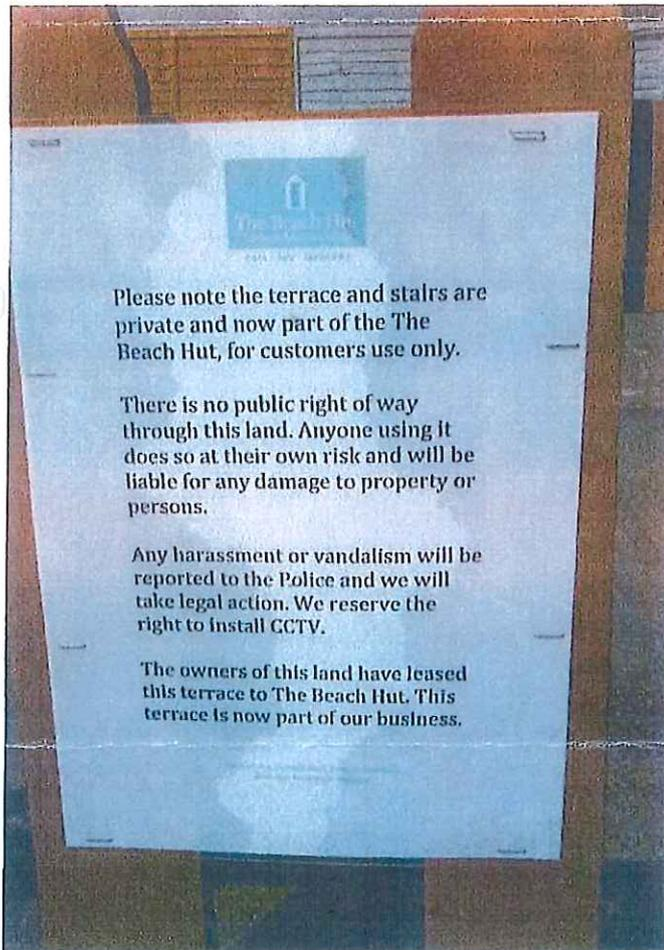 The Beach Hut
Please note the terrace and stairs are
private and now part of the The
Beach Hut, for customers use only.
There is no public right of way
through this land. Anyone using it
does so at their own risk and will be
liable for any damage to property or
persons.
Any harassment or vandalism will be
reported to the Police and we will
take legal action. We reserve the
right to install CCTV.
The owners of this land have leased
this terrace to The Beach Hut. This
terrace is now part of our business.